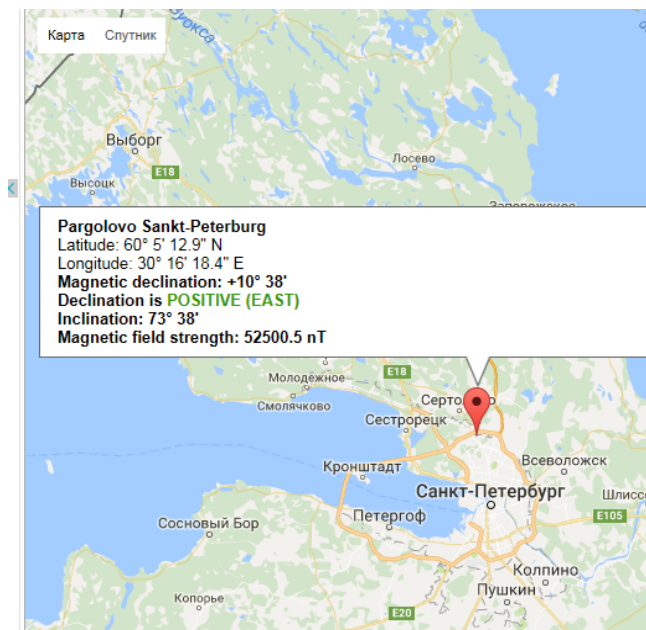 Карта Спутник
Вуокса
Выборг
E18
Лосево
Высоцк
Запорожское
Pargolovo Sankt-Peterburg
Latitude: 60° 5' 12.9" N
Longitude: 30° 16' 18.4" E
Magnetic declination: +10° 38'
Declination is POSITIVE (EAST)
Inclination: 73° 38'
Magnetic field strength: 52500.5 nT
E18
Молодёжное
Смолячково
Сестрорецк
Всеволожск
Кронштадт
Санкт-Петербург
Шлисс
E105
Петергоф
Сосновый Бор
Колпино
Пушкин
Копорье
E20